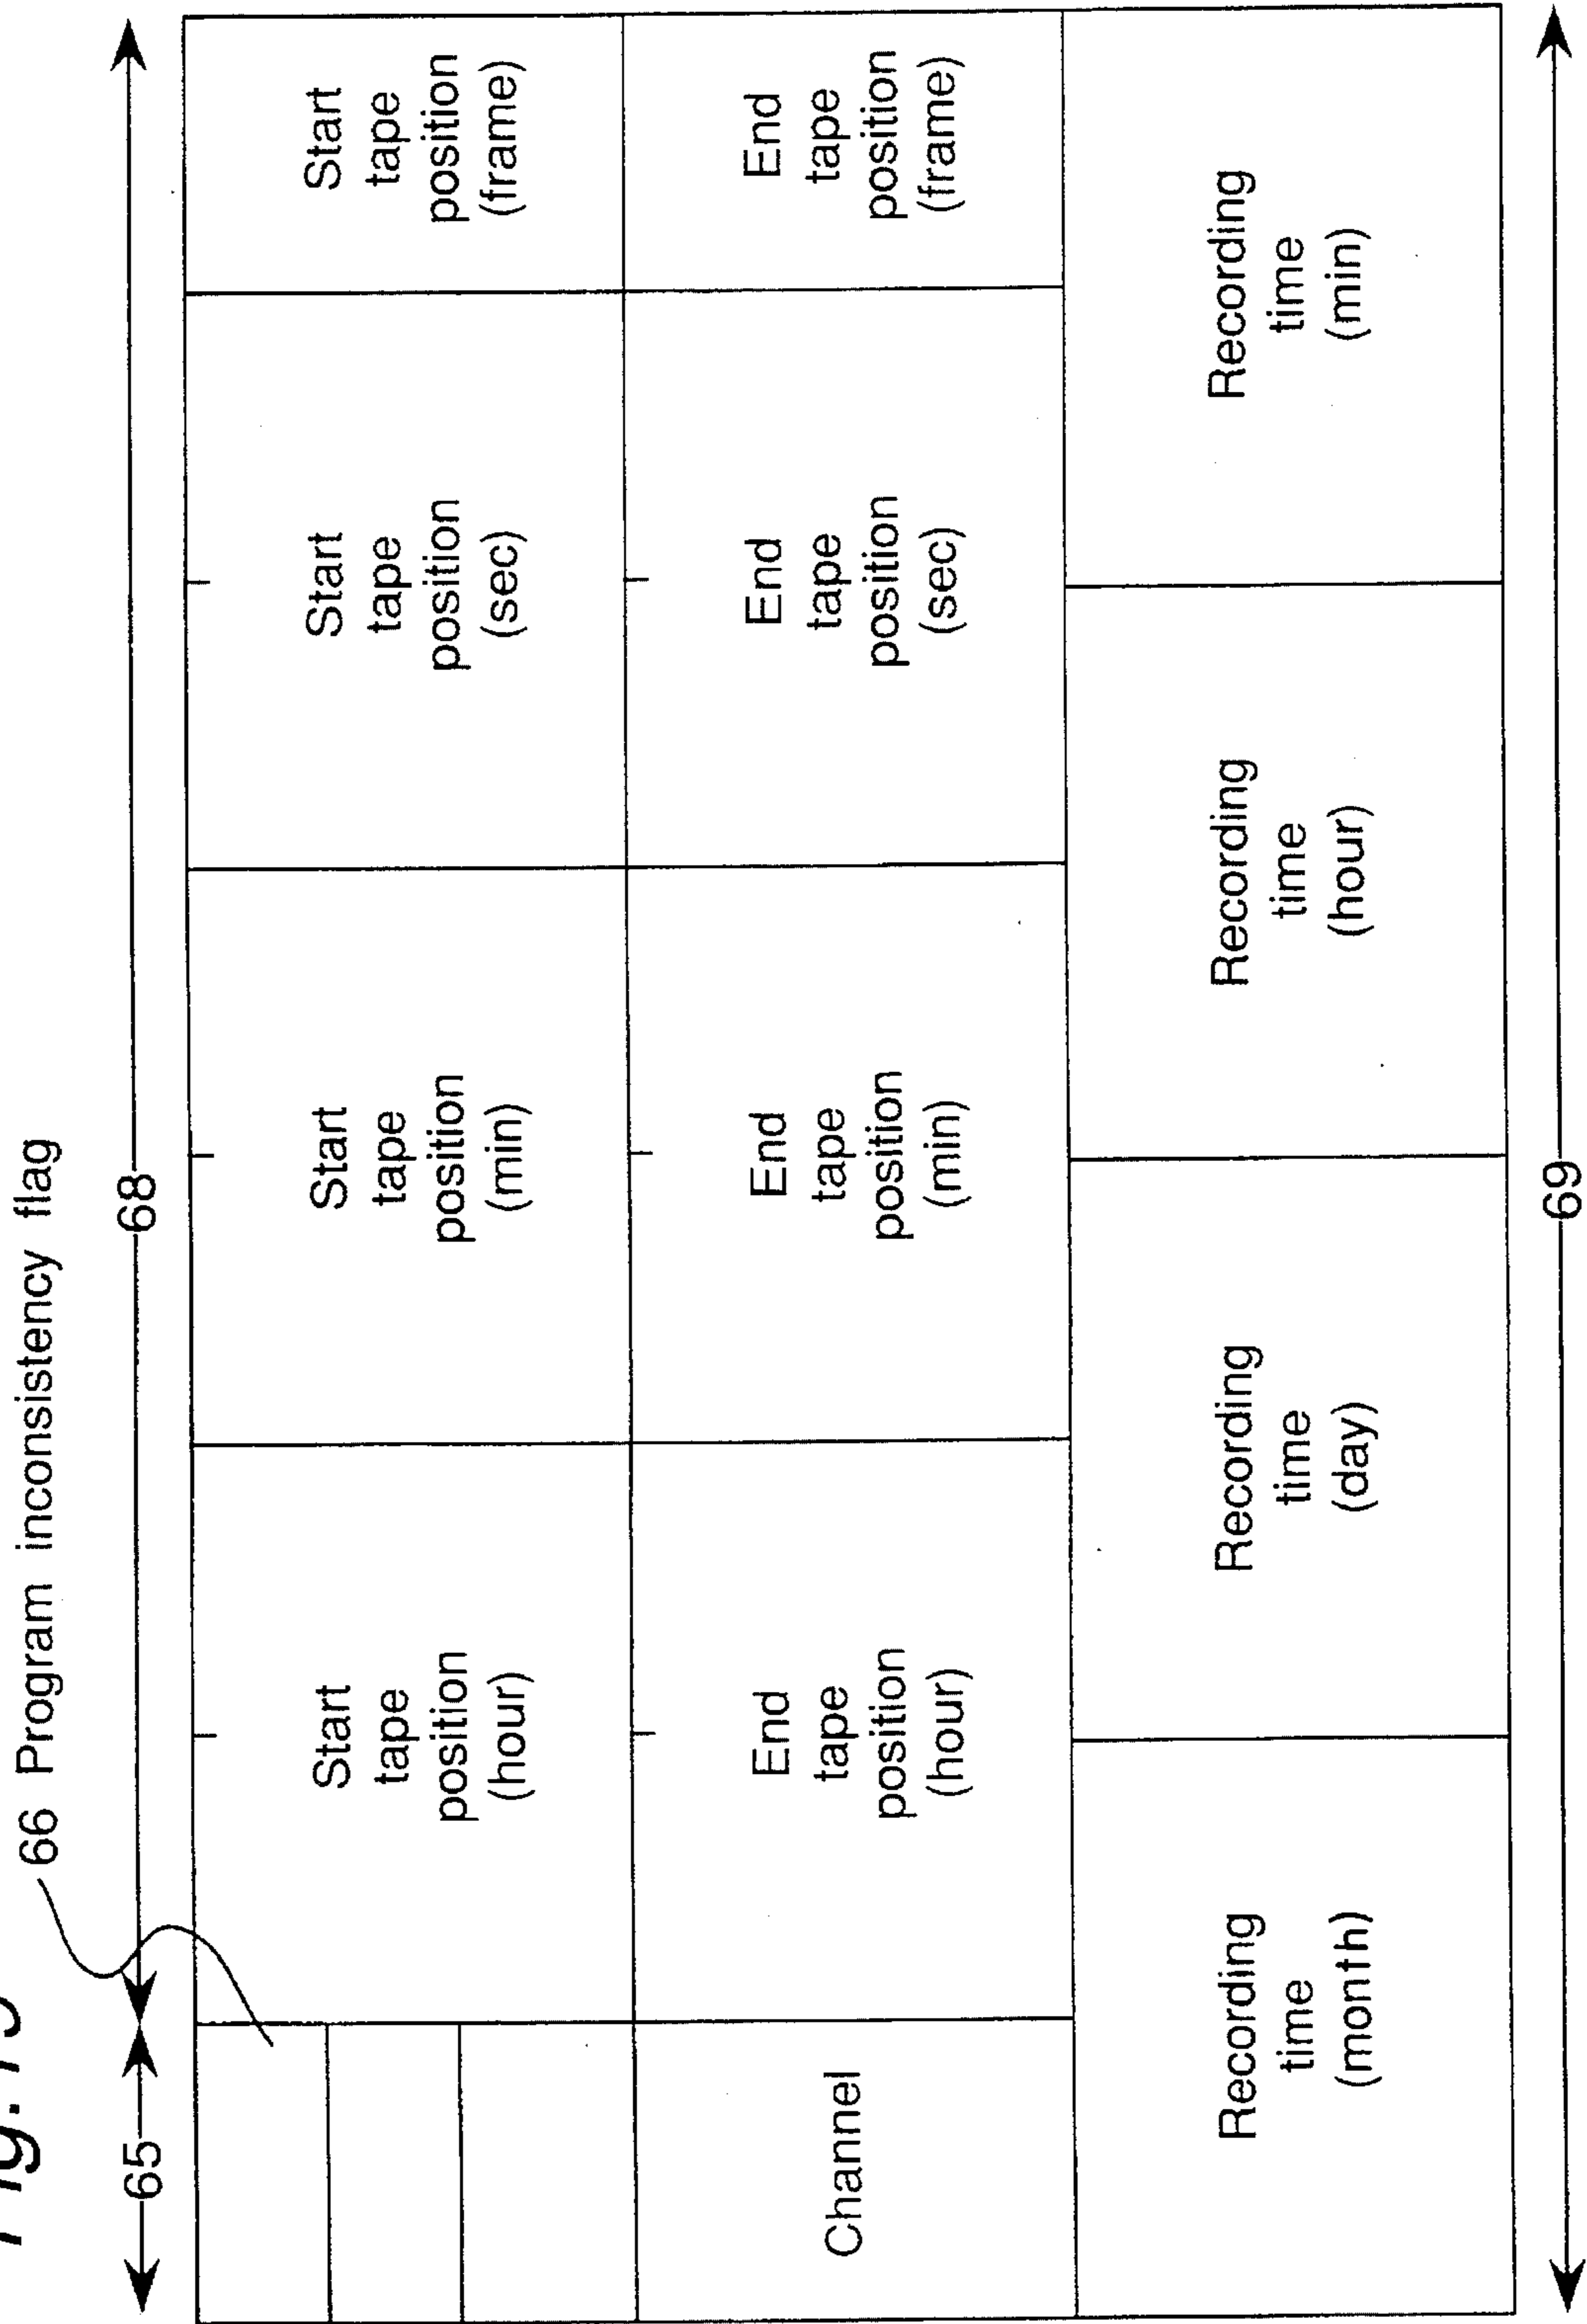 66 Program inconsistency flag
65
68
Start
tape
position
(hour)
Start
tape
position
(min)
Start
tape
position
(sec)
Start
tape
position
(frame)
Channel
End
tape
position
(hour)
End
tape
position
(min)
End
tape
position
(sec)
End
tape
position
(frame)
Recording
time
(month)
Recording
time
(day)
Recording
time
(hour)
Recording
time
(min)
69